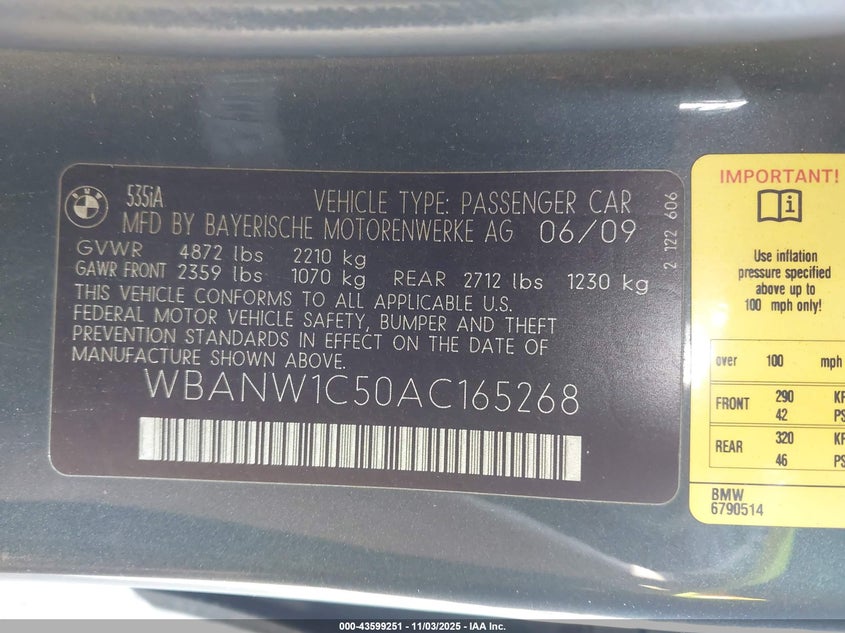 BMW
535iA
VEHICLE TYPE: PASSENGER CAR
MFD BY BAYERISCHE MOTORENWERKE AG 06/09
GVWR 4872 lbs 2210 kg
GAWR FRONT 2359 lbs 1070 kg REAR 2712 lbs 1230 kg
THIS VEHICLE CONFORMS TO ALL APPLICABLE U.S.
FEDERAL MOTOR VEHICLE SAFETY, BUMPER AND THEFT
PREVENTION STANDARDS IN EFFECT ON THE DATE OF
MANUFACTURE SHOWN ABOVE.
WBANW1C50AC165268
2 122 606
IMPORTANT!
Use inflation
pressure specified
above up to
100 mph only!
over 100 mph
FRONT 290
42
REAR 320
46
BMW
6790514
000-43599251 - 11/03/2025 - IAA Inc.